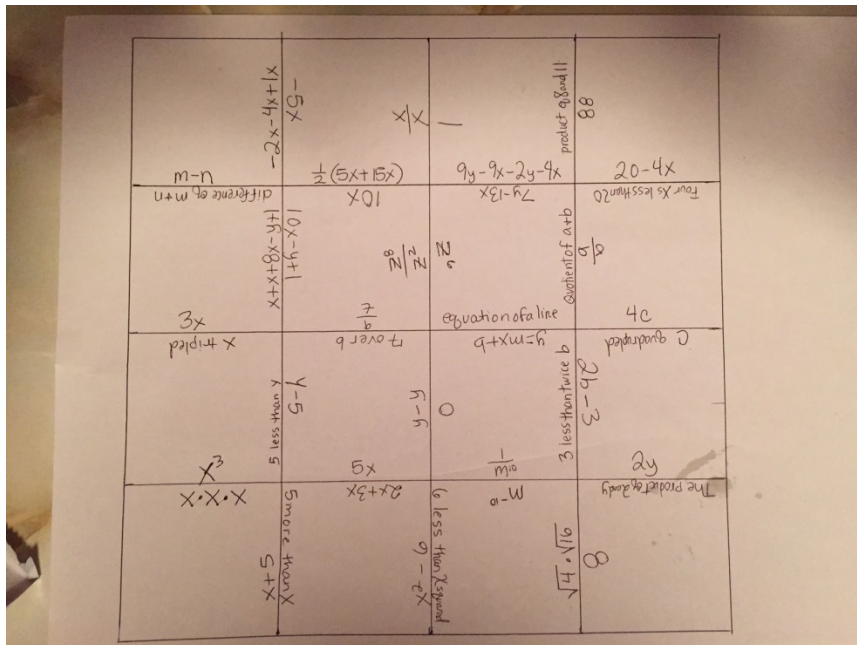 -2x-4x+1x
-5x
x/x
1
product of 8 and 11
88
m-n
½(5x+15x)
9y-9x-2y-4x
20-4x
difference of m+n
10x
7y-13x
Four Xs less than 20
x+x+8x-y+1
10x-y+1
z⁸/z²
z⁶
Quotient of a+b
a/b
3x
7/b
equation of a line
4c
x tripled
7 over b
y=mx+b
C quadrupled
5 less than y
y-5
y-y
0
3 less than twice b
2b-3
x³
5x
1/m¹⁰
2y
x•x•x
2x+3x
m⁻¹⁰
The product of 2 and y
5+x
5 more than X
x²-6
6 less than X squared
√4•√16
8